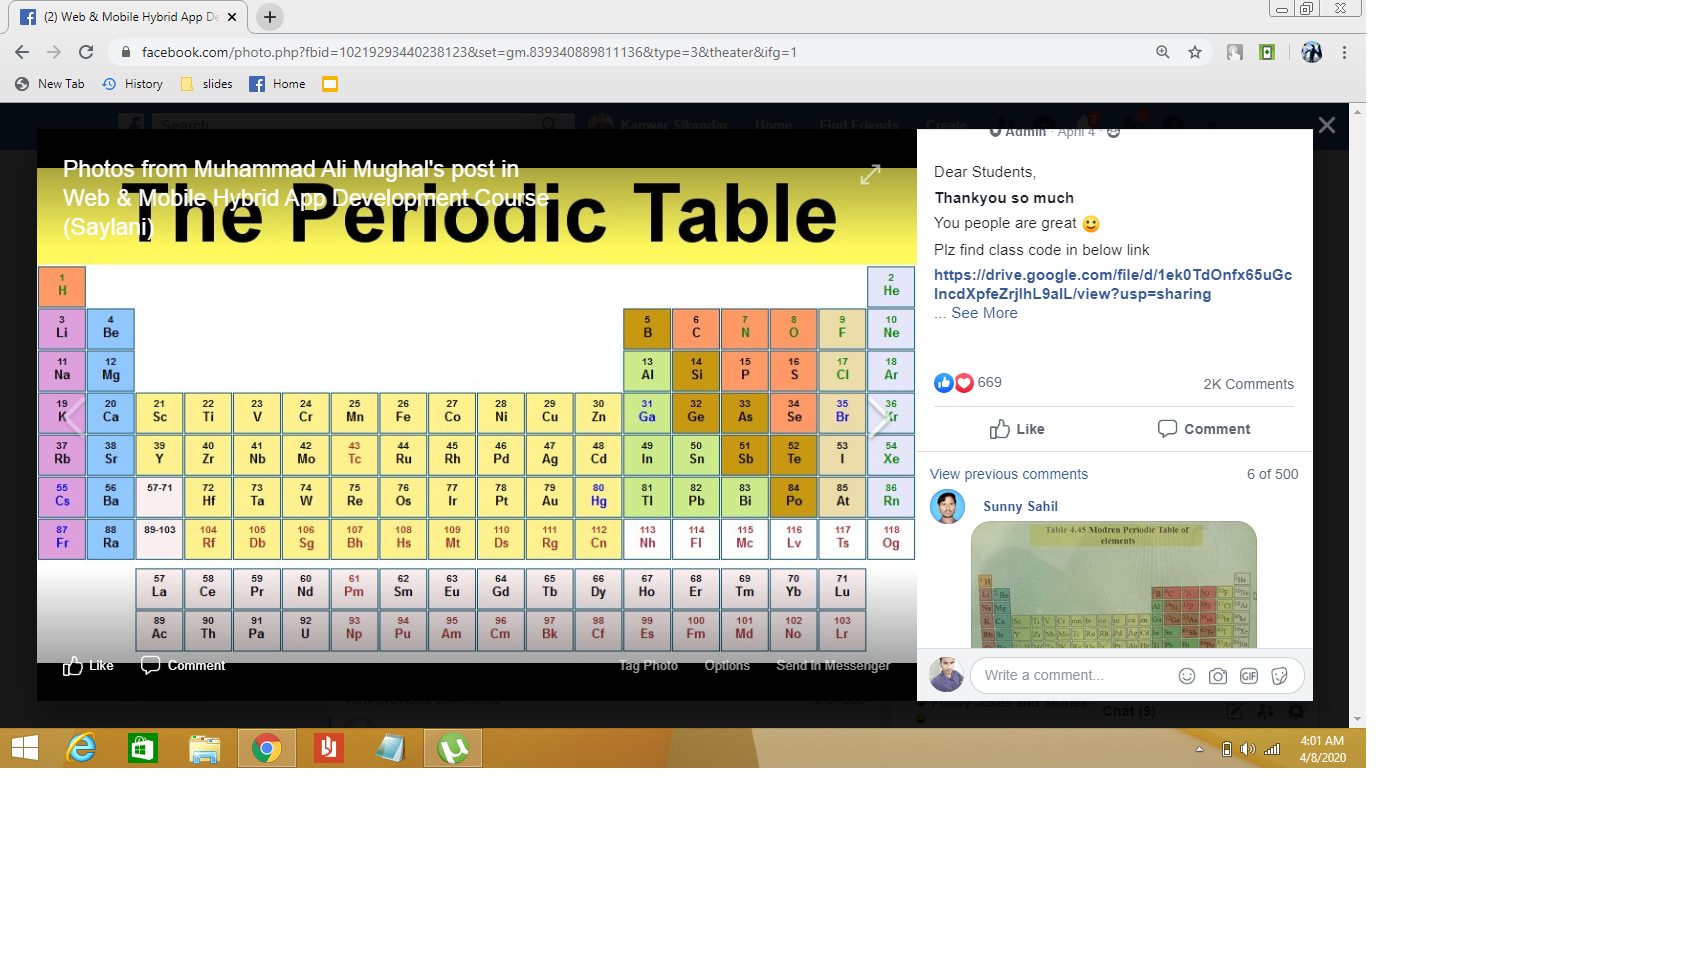 (2) Web & Mobile Hybrid App De
facebook.com/photo.php?fbid=10219293440238123&set=gm.839340889811136&type=3&theater&ifg=1
New Tab History slides Home
Search Kanwar Sikandar Home Find Friends Create
Photos from Muhammad Ali Mughal's post in
Web & Mobile Hybrid App Development Course
(Saylani)
The Periodic Table
1 2
H He
3 4 5 6 7 8 9 10
Li Be B C N O F Ne
11 12 13 14 15 16 17 18
Na Mg Al Si P S Cl Ar
19 20 21 22 23 24 25 26 27 28 29 30 31 32 33 34 35 36
K Ca Sc Ti V Cr Mn Fe Co Ni Cu Zn Ga Ge As Se Br Kr
37 38 39 40 41 42 43 44 45 46 47 48 49 50 51 52 53 54
Rb Sr Y Zr Nb Mo Tc Ru Rh Pd Ag Cd In Sn Sb Te I Xe
55 56 57-71 72 73 74 75 76 77 78 79 80 81 82 83 84 85 86
Cs Ba Hf Ta W Re Os Ir Pt Au Hg Tl Pb Bi Po At Rn
87 88 89-103 104 105 106 107 108 109 110 111 112 113 114 115 116 117 118
Fr Ra Rf Db Sg Bh Hs Mt Ds Rg Cn Nh Fl Mc Lv Ts Og
57 58 59 60 61 62 63 64 65 66 67 68 69 70 71
La Ce Pr Nd Pm Sm Eu Gd Tb Dy Ho Er Tm Yb Lu
89 90 91 92 93 94 95 96 97 98 99 100 101 102 103
Ac Th Pa U Np Pu Am Cm Bk Cf Es Fm Md No Lr
Like Comment Tag Photo Options Send in Messenger
Admin · April 4 ·
Dear Students,
Thankyou so much
You people are great 🙂
Plz find class code in below link
https://drive.google.com/file/d/1ek0TdOnfx65uGc
IncdXpfeZrjIhL9alL/view?usp=sharing
... See More
669 2K Comments
Like Comment
View previous comments 6 of 500
Sunny Sahil
Table 4.45 Modren Periodic Table of
elements
Write a comment... GIF
View previous comments
Funny Jokes and Stories
Chat (9)
4:01 AM
4/8/2020